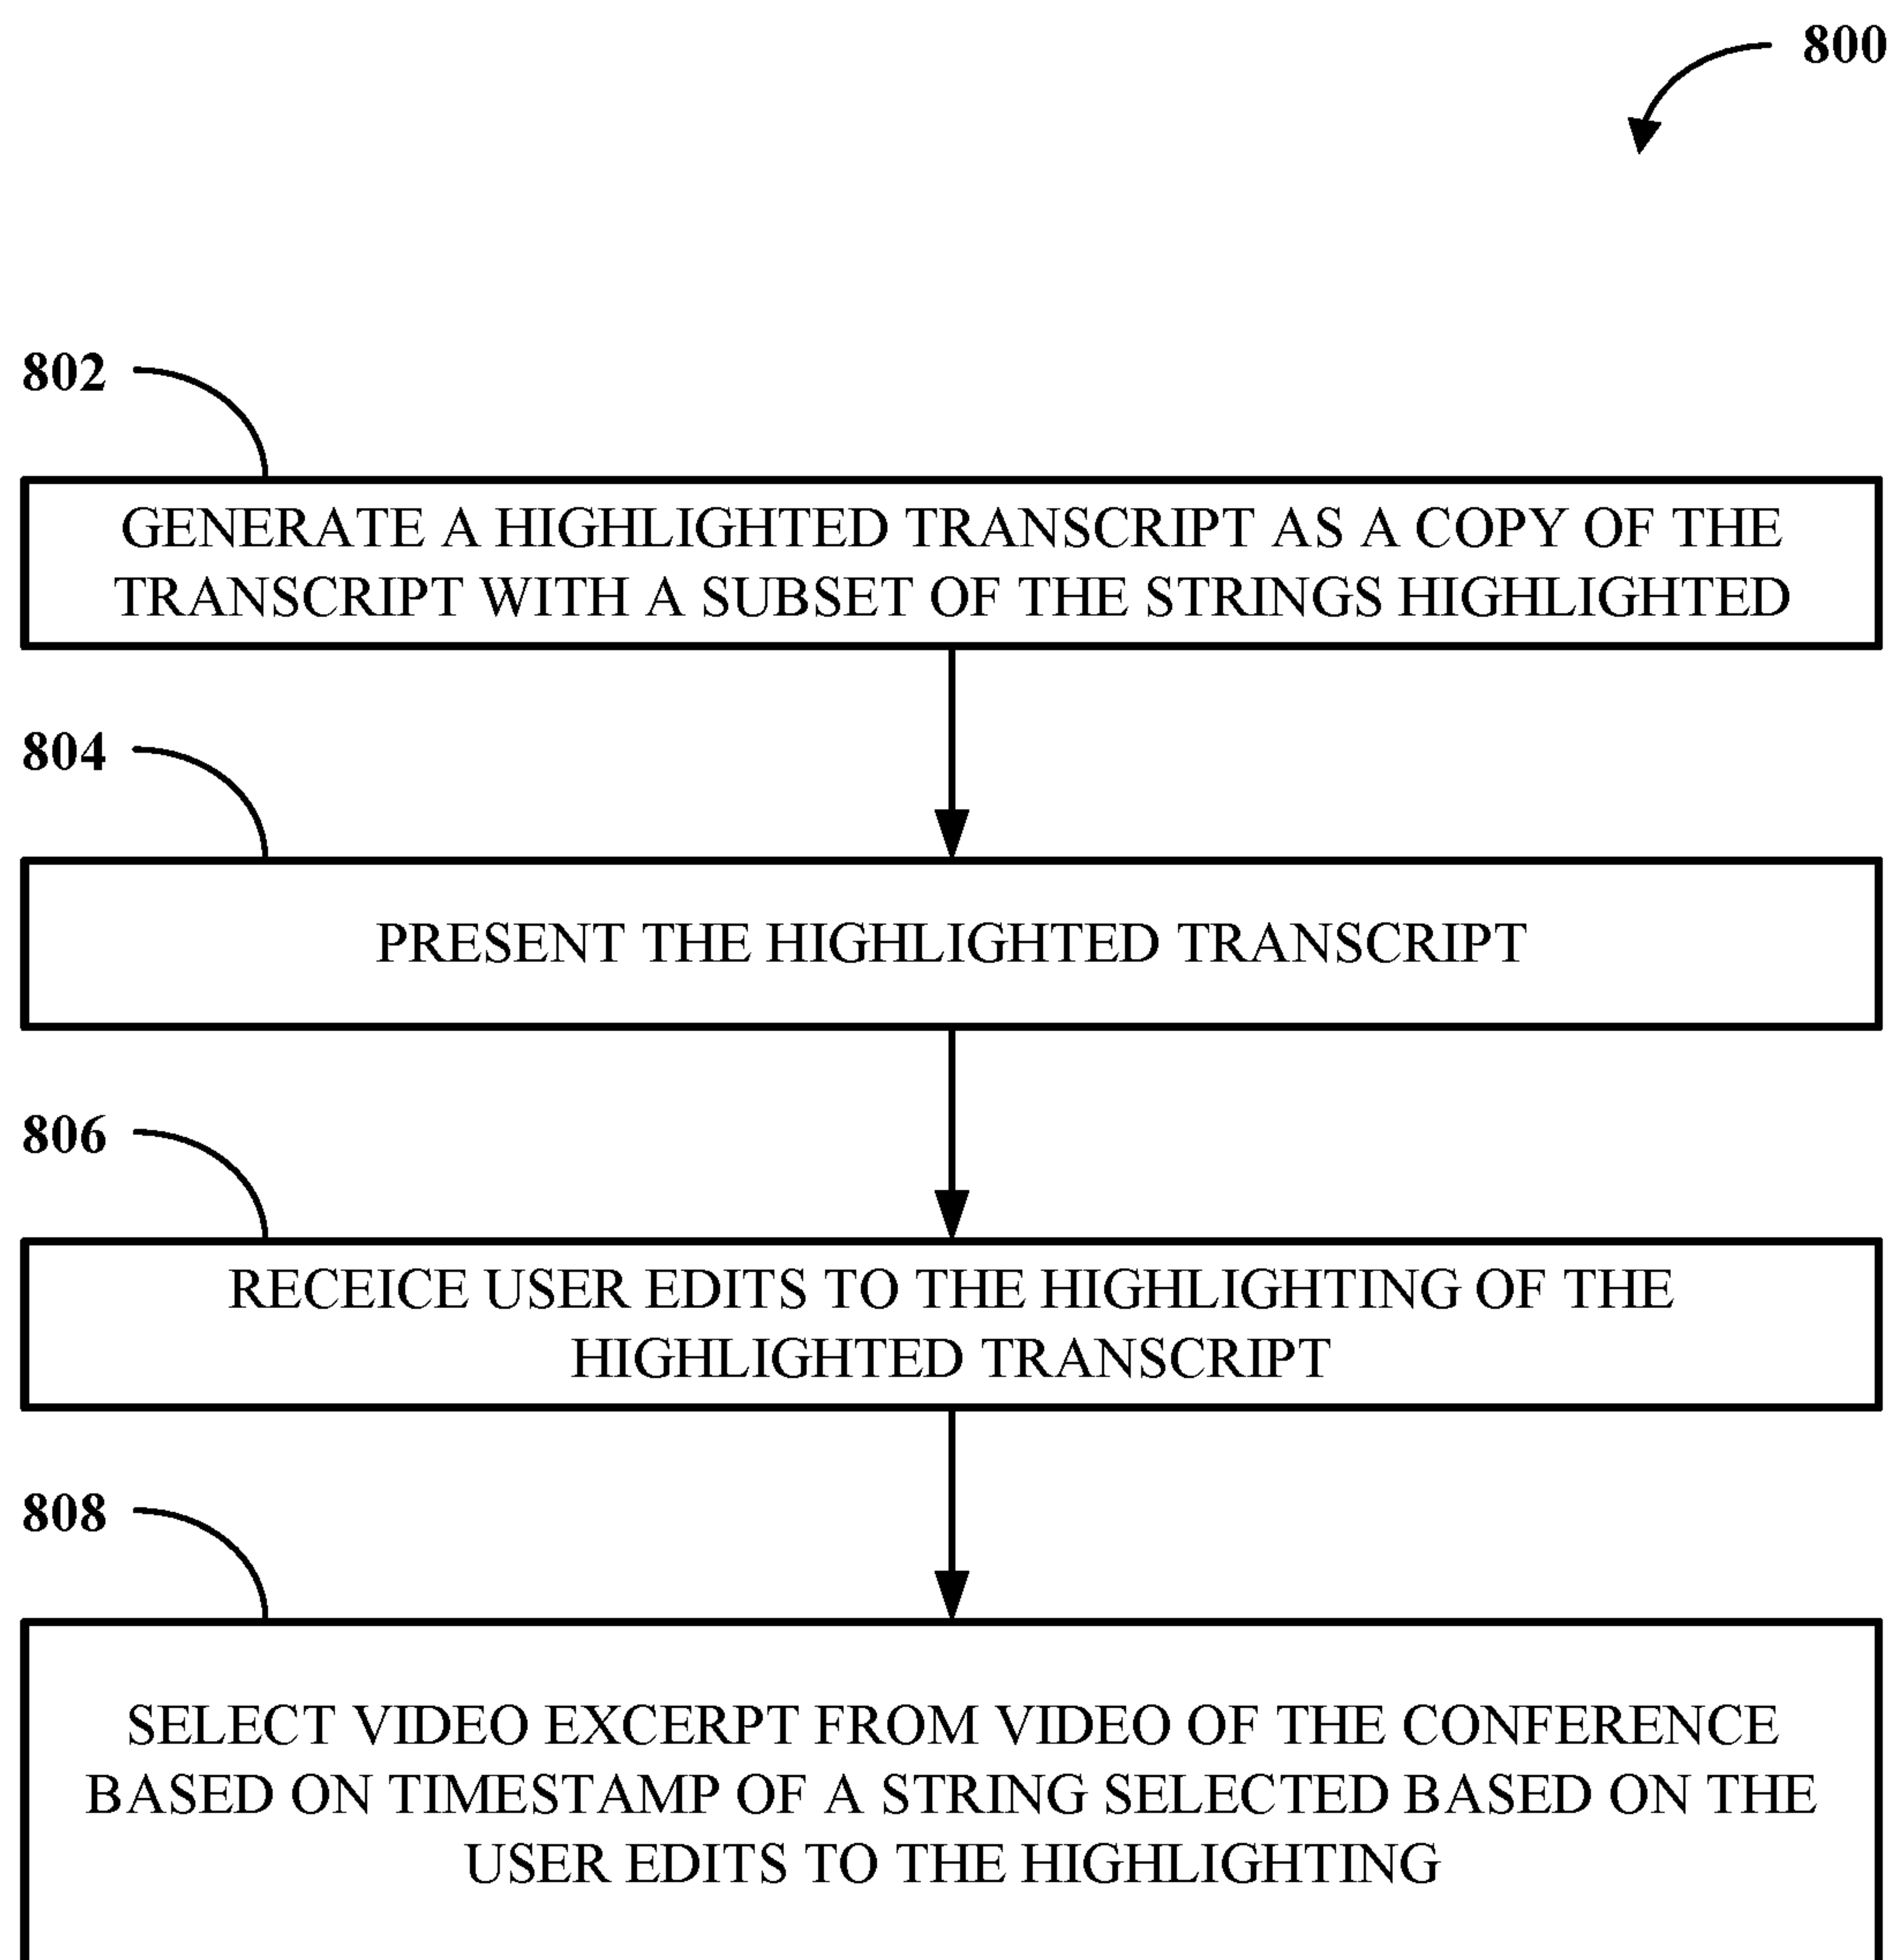 800
802
GENERATE A HIGHLIGHTED TRANSCRIPT AS A COPY OF THE
TRANSCRIPT WITH A SUBSET OF THE STRINGS HIGHLIGHTED
804
PRESENT THE HIGHLIGHTED TRANSCRIPT
806
RECEICE USER EDITS TO THE HIGHLIGHTING OF THE
HIGHLIGHTED TRANSCRIPT
808
SELECT VIDEO EXCERPT FROM VIDEO OF THE CONFERENCE
BASED ON TIMESTAMP OF A STRING SELECTED BASED ON THE
USER EDITS TO THE HIGHLIGHTING